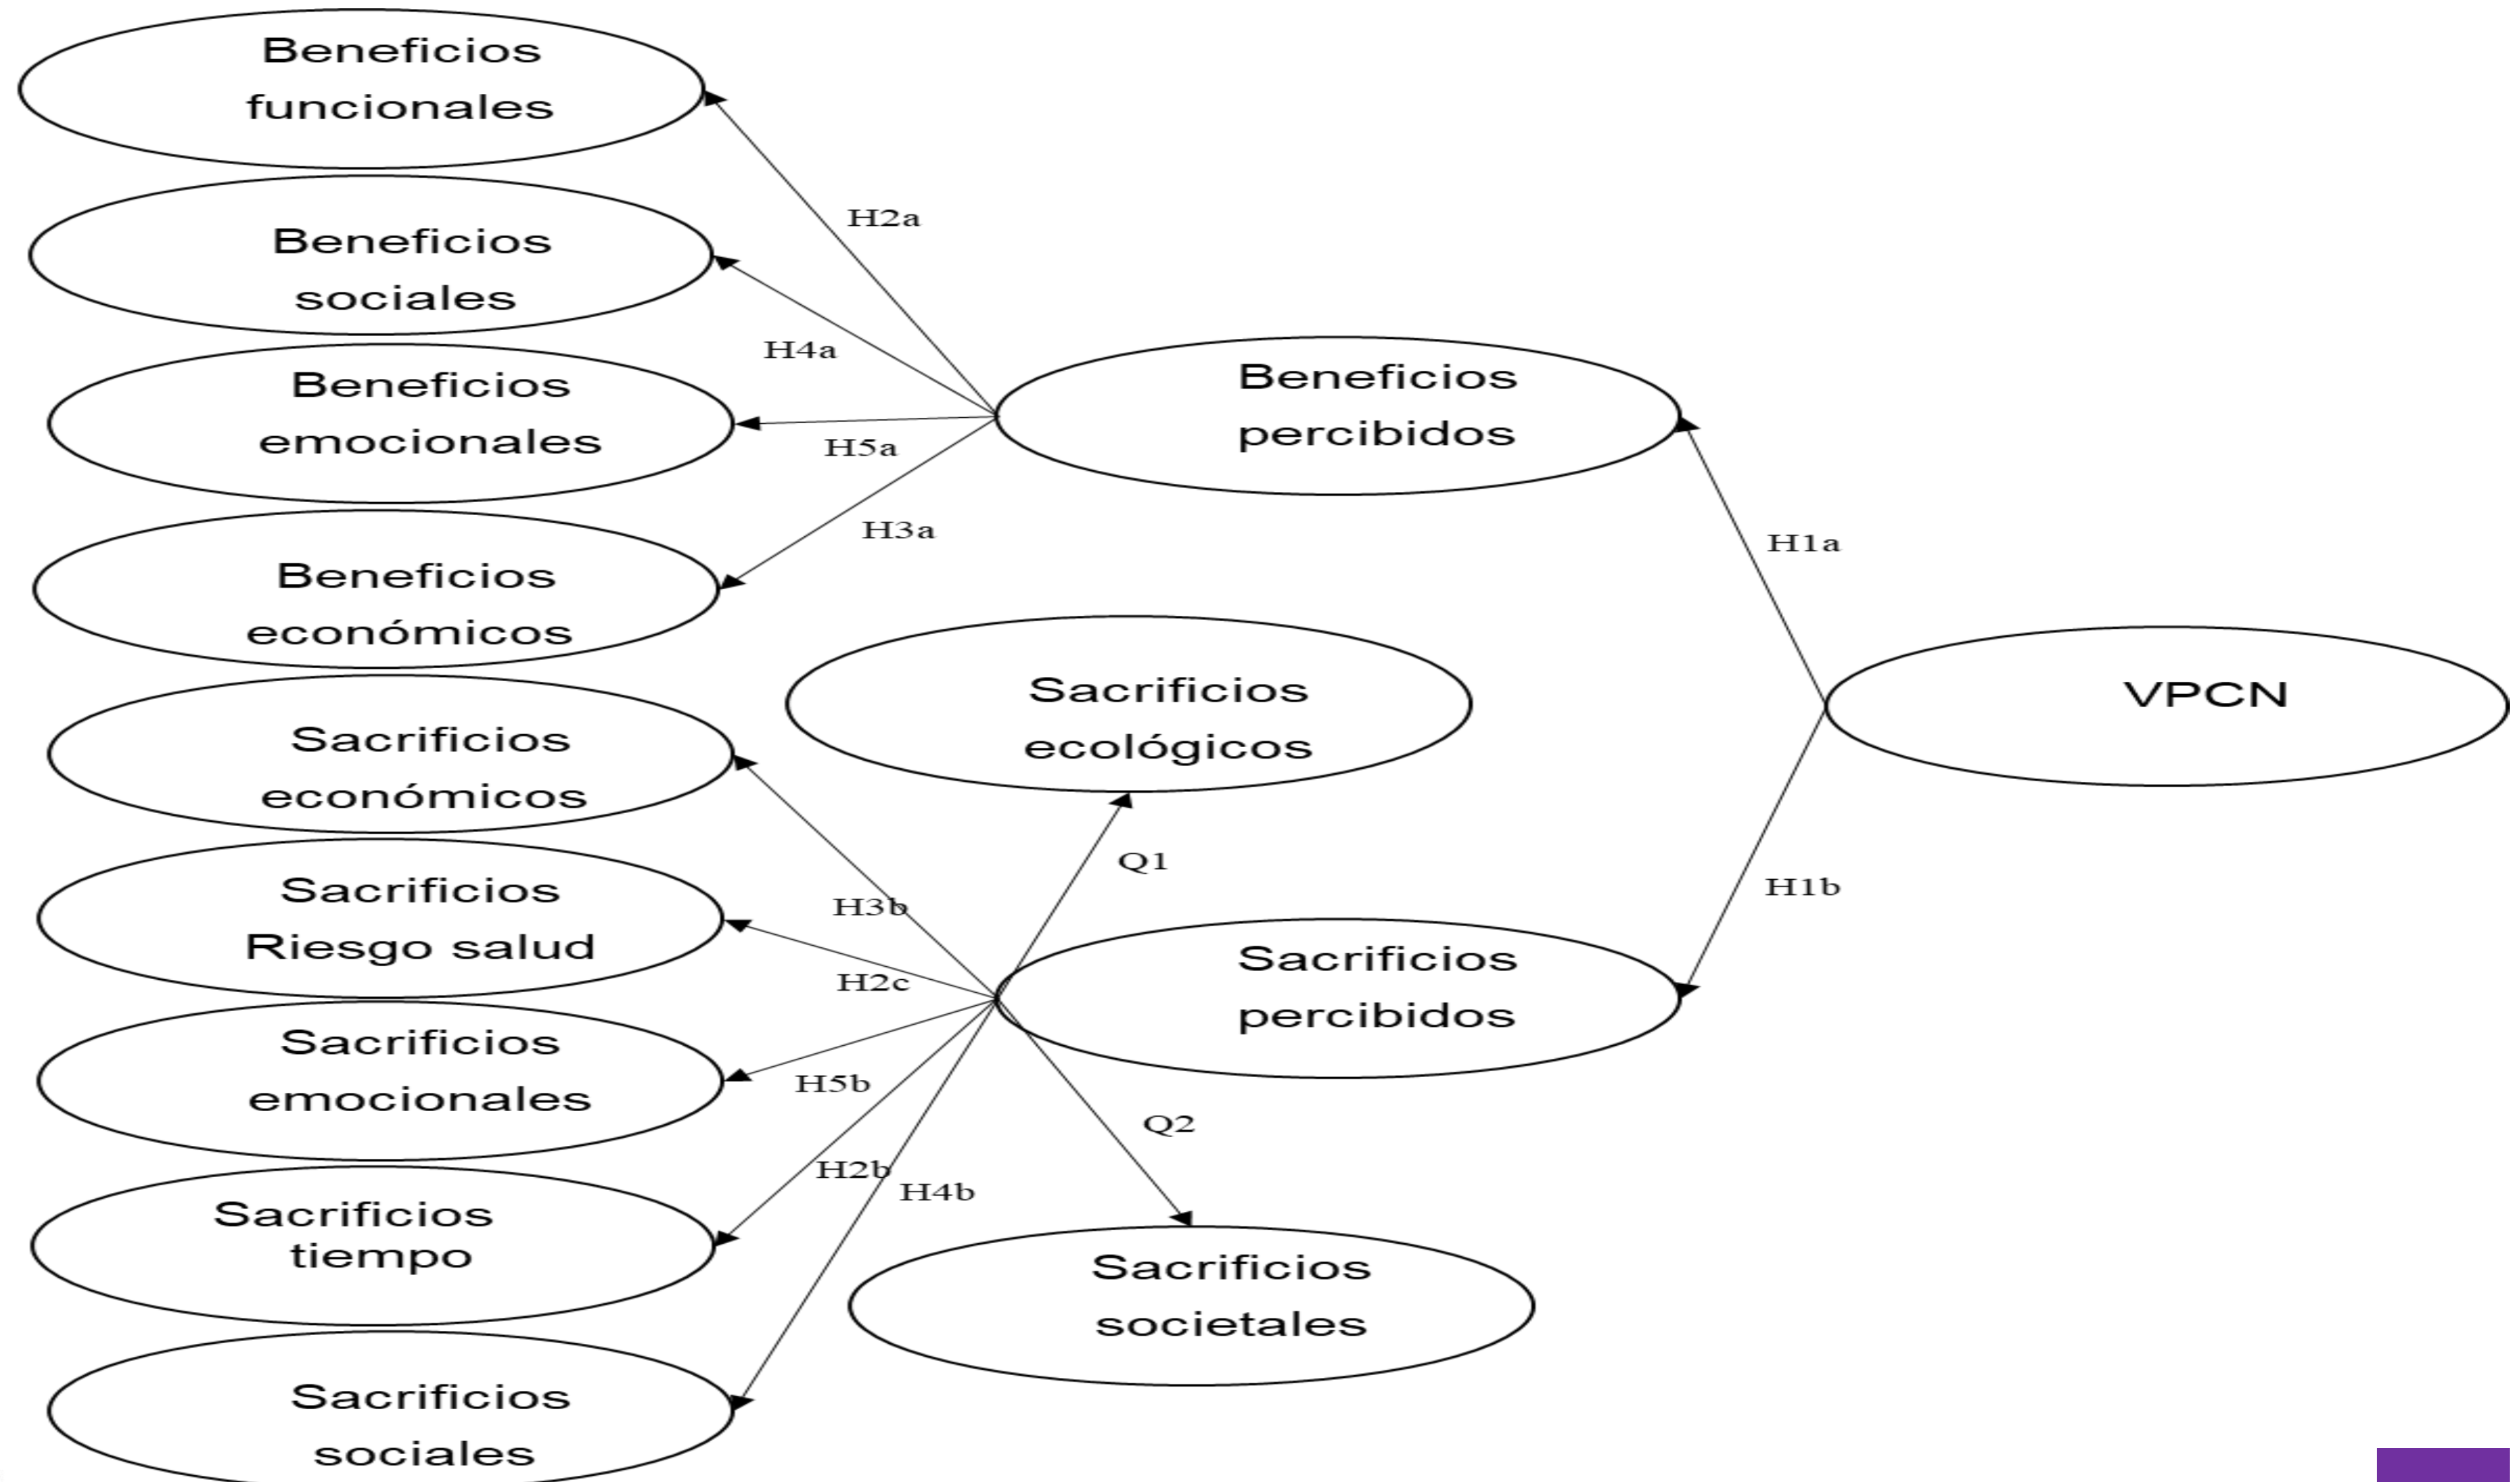 Beneficios
funcionales
H2a
Beneficios
sociales
H4a
Beneficios
emocionales
H5a
Beneficios
percibidos
H3a
H1a
Beneficios
económicos
Sacrificios
ecológicos
VPCN
Sacrificios
económicos
Q1
H3b
H1b
Sacrificios
Riesgo salud
H2c
Sacrificios
percibidos
Sacrificios
emocionales
H5b
Q2
H2b
H4b
Sacrificios
tiempo
Sacrificios
societales
Sacrificios
sociales